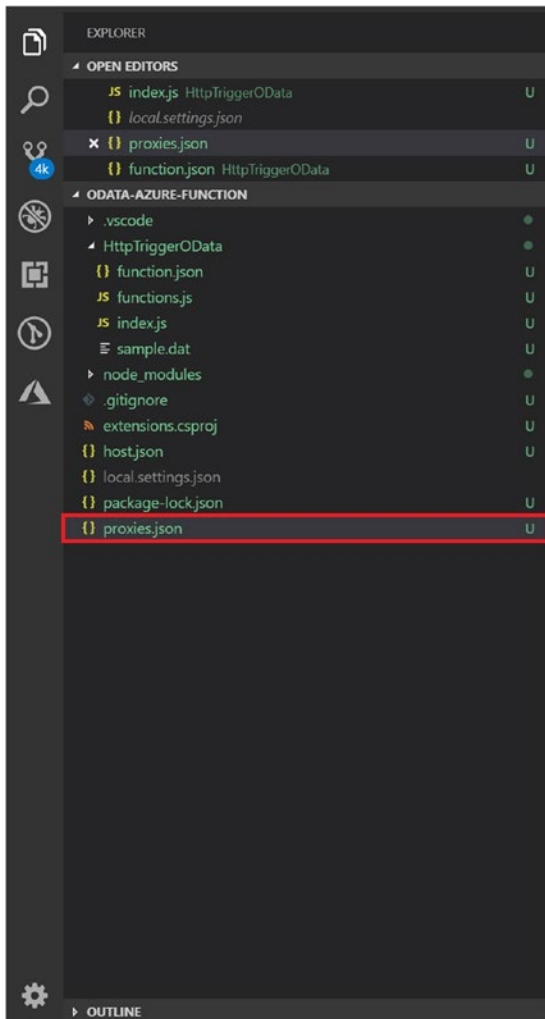 EXPLORER
OPEN EDITORS
JS index.js HttpTriggerOData U
{} local.settings.json
{} proxies.json U
{} function.json HttpTriggerOData U
4k
ODATA-AZURE-FUNCTION
.vscode
HttpTriggerOData
{} function.json U
JS functions.js U
JS index.js U
sample.dat U
node_modules
.gitignore U
extensions.csproj U
{} host.json U
{} local.settings.json
{} package-lock.json U
{} proxies.json U
OUTLINE